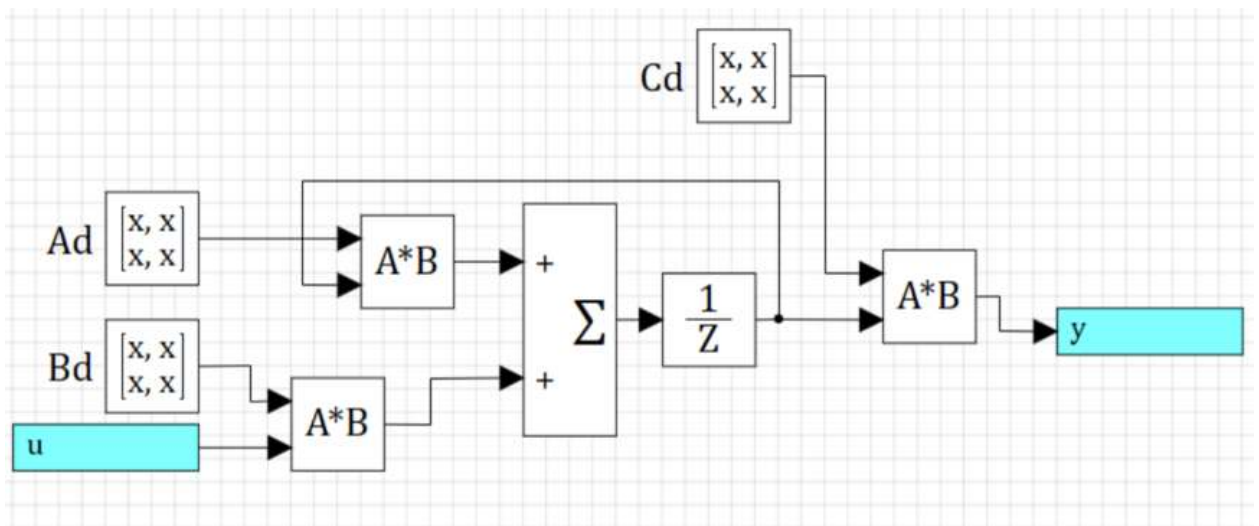 Cd
[x, x
x, x]
Ad
[x, x
x, x]
A*B
+
Σ
+
1
Z
A*B
y
Bd
[x, x
x, x]
A*B
u